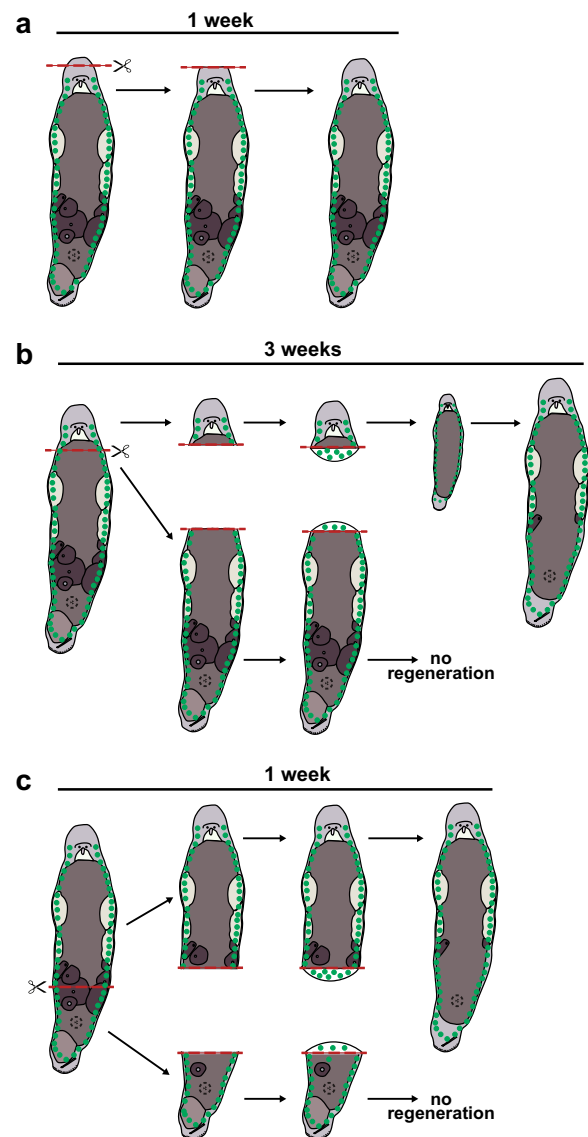 a
1 week
b
3 weeks
no
regeneration
c
1 week
no
regeneration